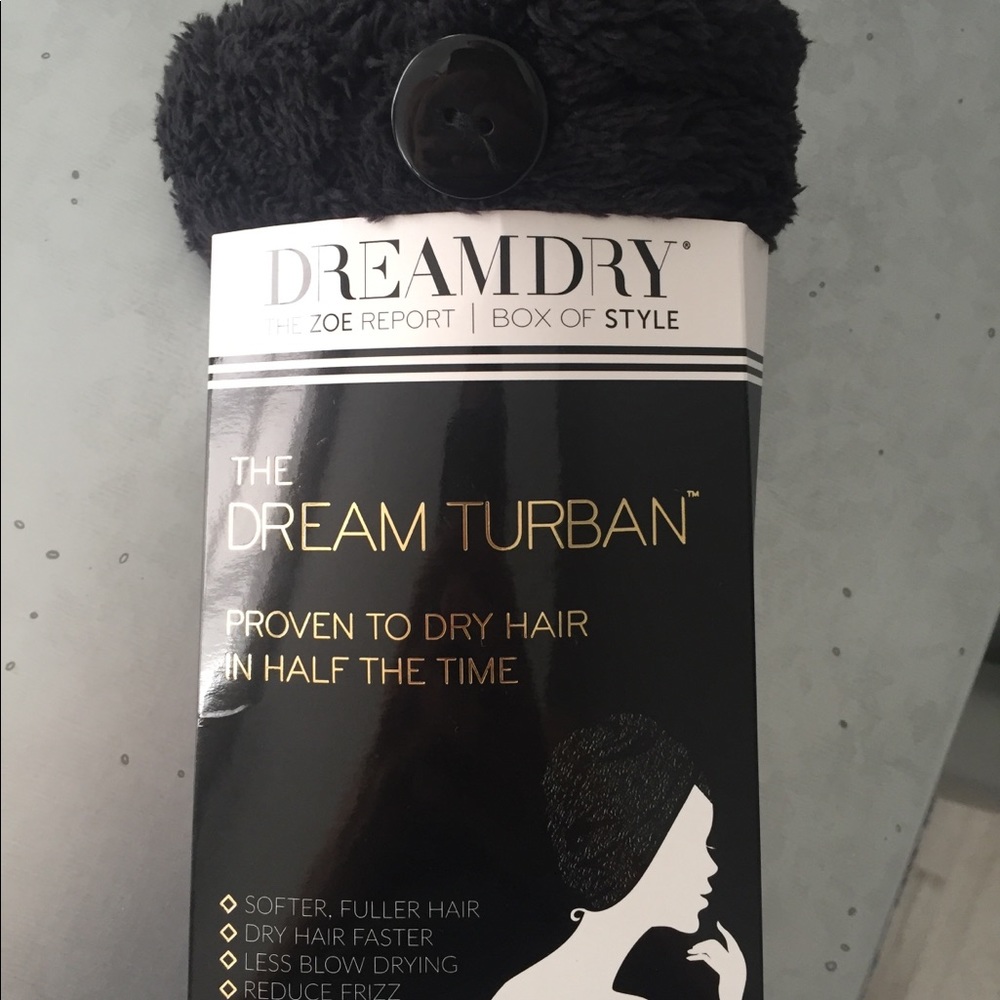 DREAMDRY®
THE ZOE REPORT | BOX OF STYLE
THE
DREAM TURBAN™
PROVEN TO DRY HAIR
IN HALF THE TIME
SOFTER, FULLER HAIR
DRY HAIR FASTER
LESS BLOW DRYING
REDUCE FRIZZ